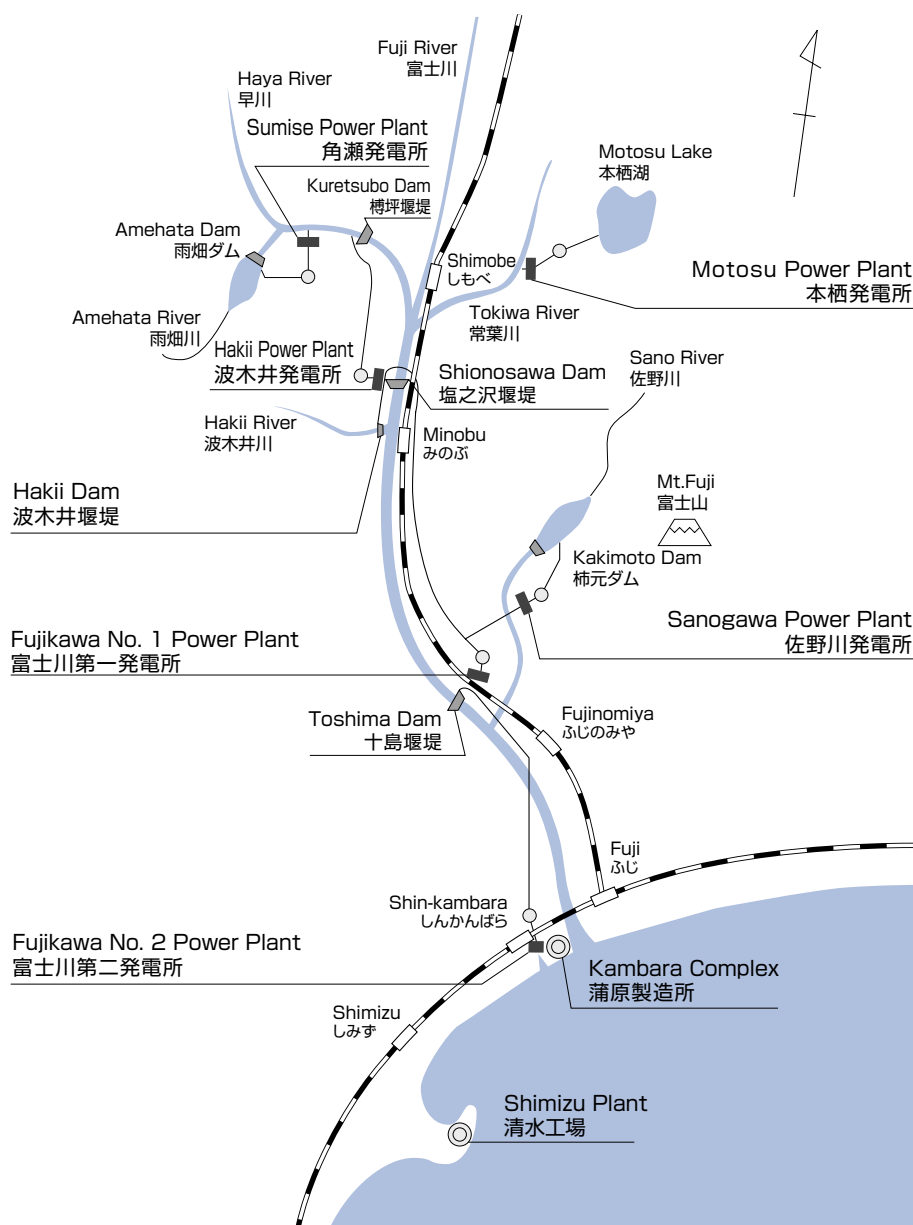 Fuji River
富士川
Haya River
早川
Sumise Power Plant
角瀬発電所
Kuretsubo Dam
榑坪堰堤
Motosu Lake
本栖湖
Amehata Dam
雨畑ダム
Shimobe
しもべ
Motosu Power Plant
本栖発電所
Amehata River
雨畑川
Tokiwa River
常葉川
Hakii Power Plant
波木井発電所
Shionosawa Dam
塩之沢堰堤
Sano River
佐野川
Hakii River
波木井川
Minobu
みのぶ
Hakii Dam
波木井堰堤
Mt.Fuji
富士山
Kakimoto Dam
柿元ダム
Sanogawa Power Plant
佐野川発電所
Fujikawa No. 1 Power Plant
富士川第一発電所
Toshima Dam
十島堰堤
Fujinomiya
ふじのみや
Fuji
ふじ
Shin-kambara
しんかんばら
Fujikawa No. 2 Power Plant
富士川第二発電所
Kambara Complex
蒲原製造所
Shimizu
しみず
Shimizu Plant
清水工場